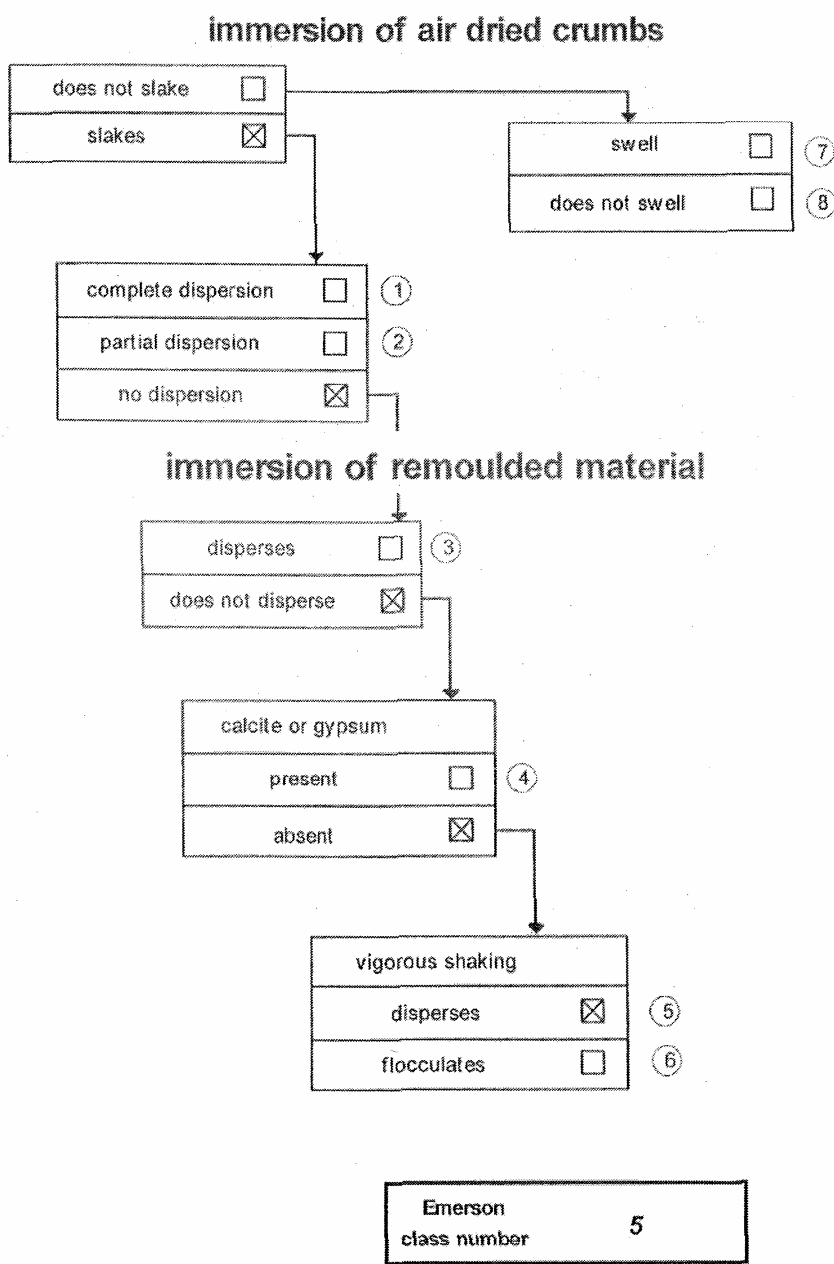 immersion of air dried crumbs
does not slake
slakes
swell
7
does not swell
8
complete dispersion
1
partial dispersion
2
no dispersion
immersion of remoulded material
disperses
3
does not disperse
calcite or gypsum
present
4
absent
vigorous shaking
disperses
5
flocculates
6
Emerson
class number
5